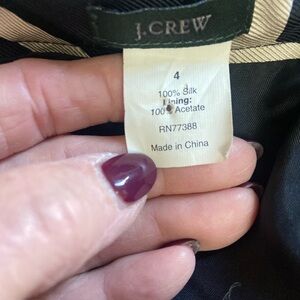 J.CREW
4
100% Silk
Lining:
100% Acetate
RN77388
Made in China